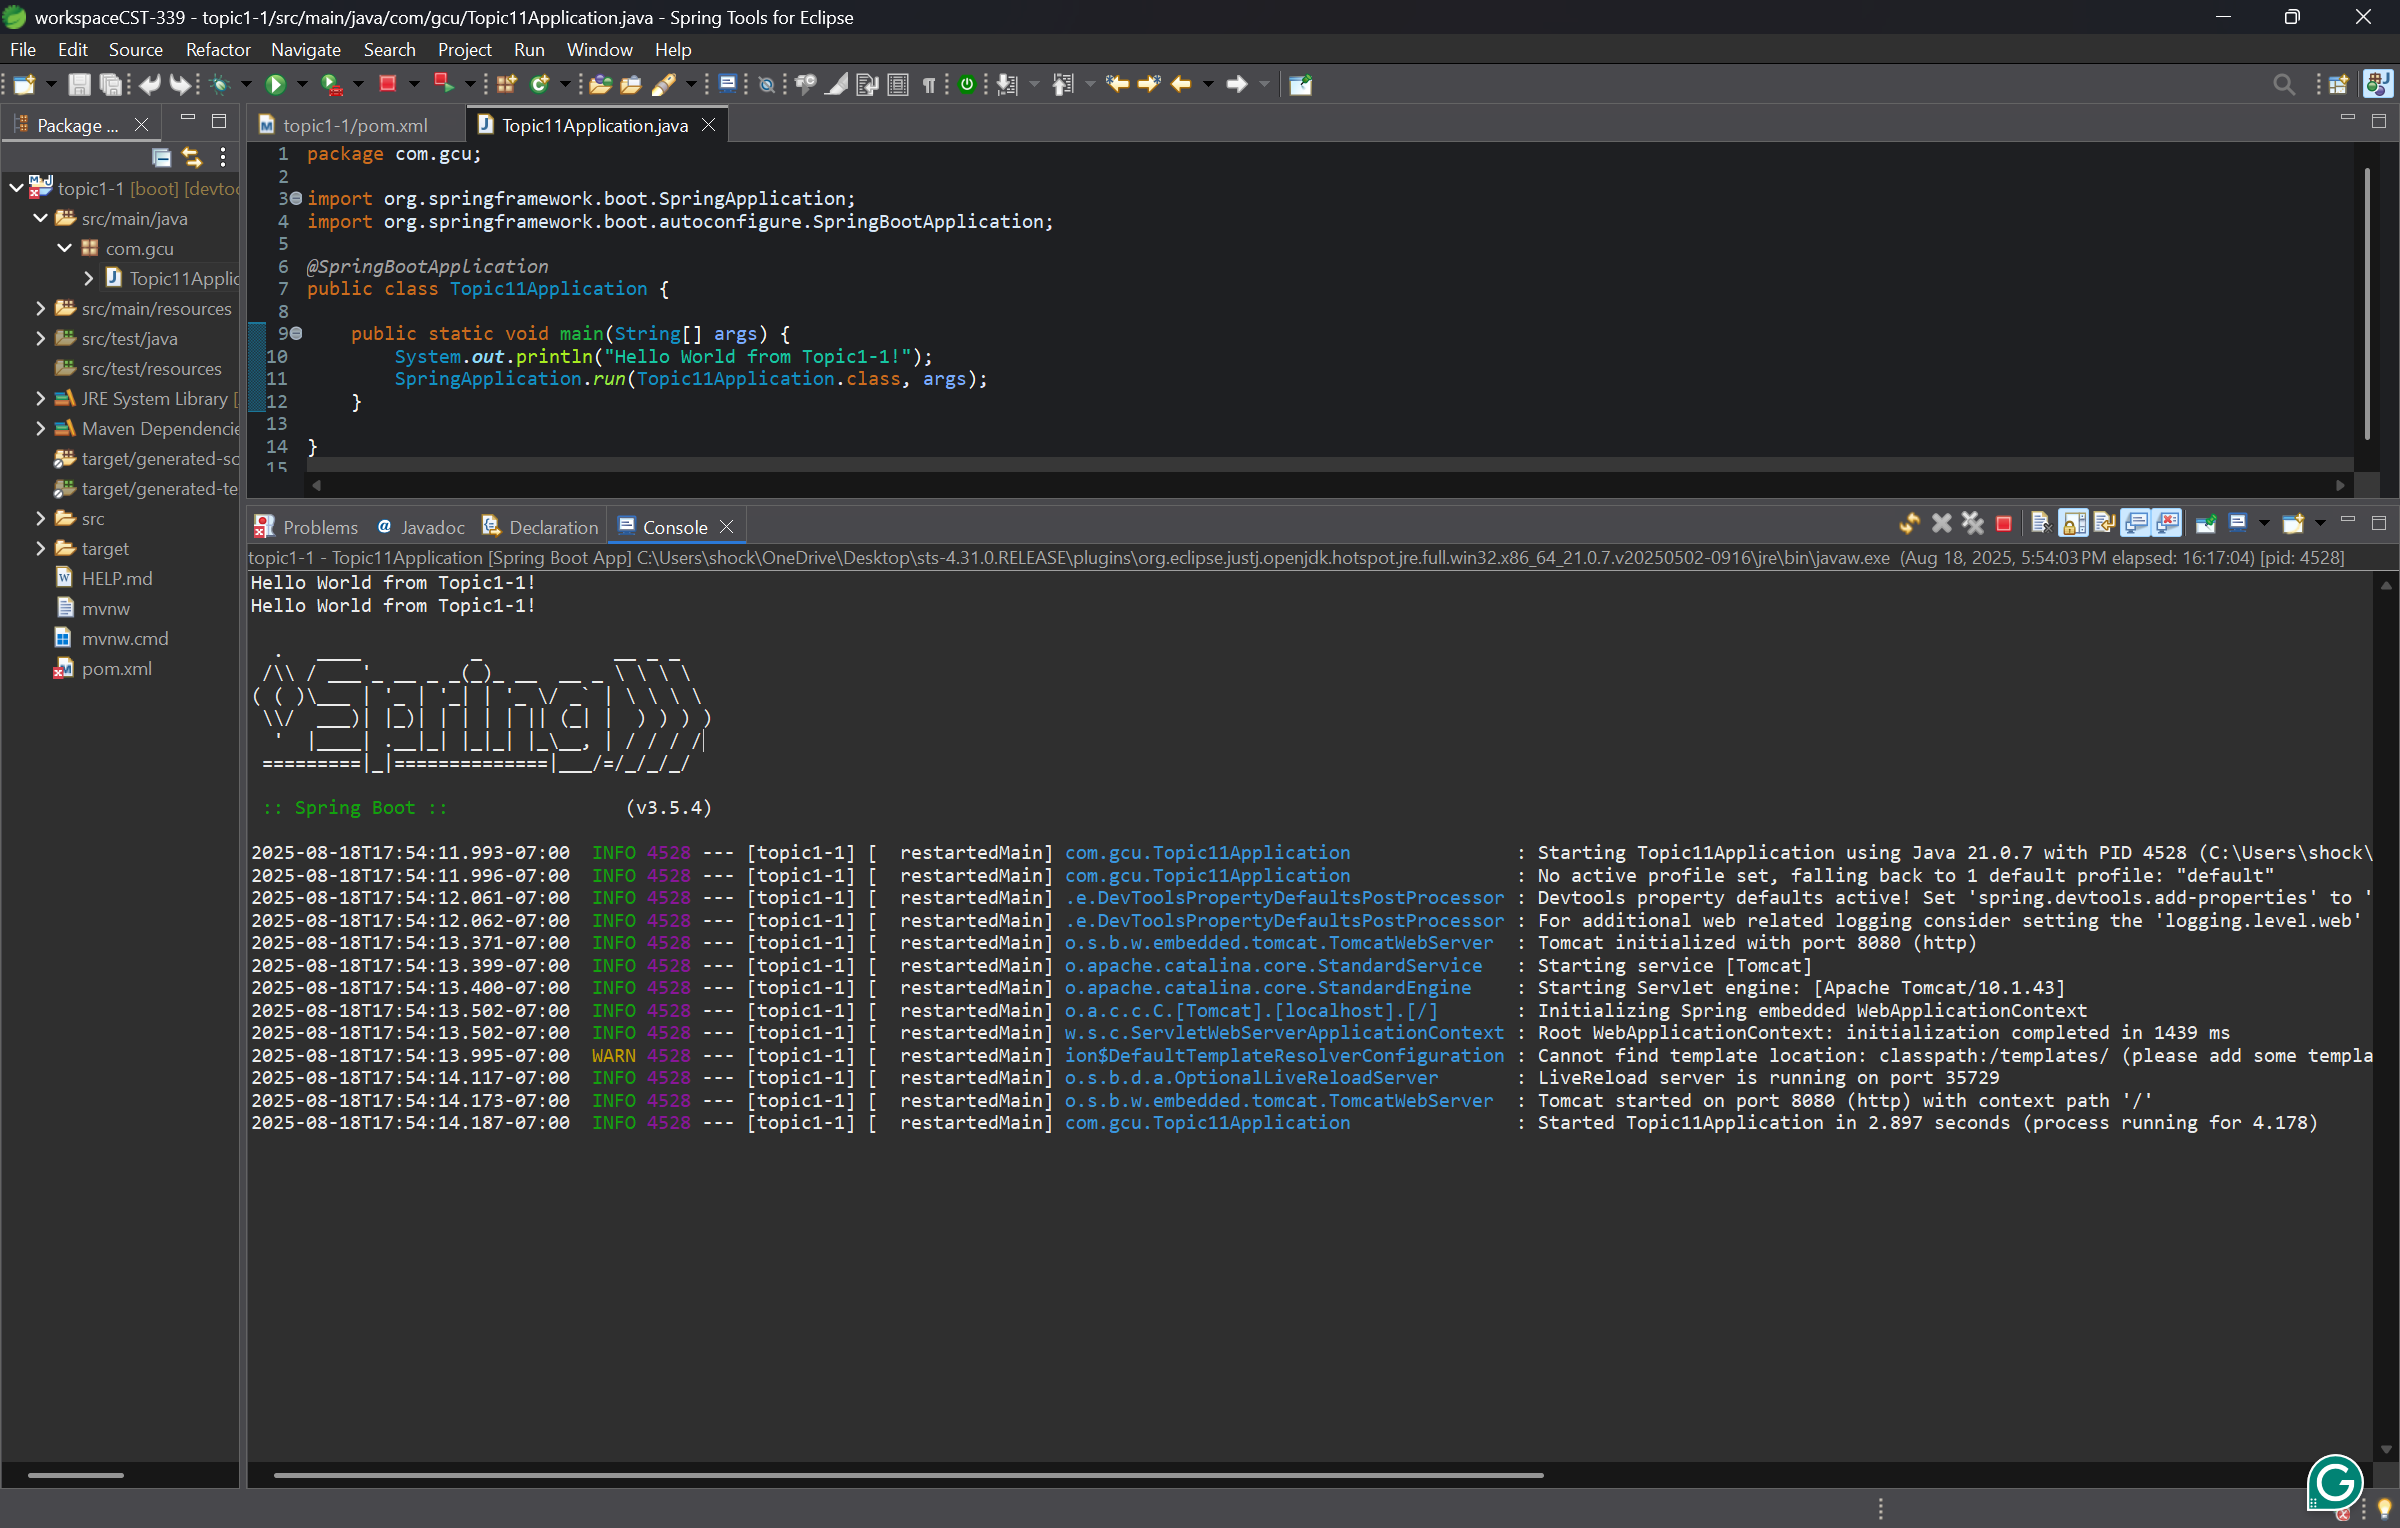 workspaceCST-339 - topic1-1/src/main/java/com/gcu/Topic11Application.java - Spring Tools for Eclipse
File Edit Source Refactor Navigate Search Project Run Window Help
Package ...
topic1-1 [boot] [devtoo
src/main/java
com.gcu
Topic11Applic
src/main/resources
src/test/java
src/test/resources
JRE System Library [
Maven Dependencie
target/generated-so
target/generated-te
src
target
HELP.md
mvnw
mvnw.cmd
pom.xml
topic1-1/pom.xml Topic11Application.java
1 package com.gcu;
2
3 import org.springframework.boot.SpringApplication;
4 import org.springframework.boot.autoconfigure.SpringBootApplication;
5
6 @SpringBootApplication
7 public class Topic11Application {
8
9 public static void main(String[] args) {
10 System.out.println("Hello World from Topic1-1!");
11 SpringApplication.run(Topic11Application.class, args);
12 }
13
14 }
15
Problems @ Javadoc Declaration Console
topic1-1 - Topic11Application [Spring Boot App] C:\Users\shock\OneDrive\Desktop\sts-4.31.0.RELEASE\plugins\org.eclipse.justj.openjdk.hotspot.jre.full.win32.x86_64_21.0.7.v20250502-0916\jre\bin\javaw.exe (Aug 18, 2025, 5:54:03 PM elapsed: 16:17:04) [pid: 4528]
Hello World from Topic1-1!
Hello World from Topic1-1!
  .   ____          _            __ _ _
 /\\ / ___'_ __ _ _(_)_ __  __ _ \ \ \ \
( ( )\___ | '_ | '_| | '_ \/ _` | \ \ \ \
 \\/  ___)| |_)| | | | | || (_| |  ) ) ) )
  '  |____| .__|_| |_|_| |_\__, | / / / /
 =========|_|==============|___/=/_/_/_/
:: Spring Boot :: (v3.5.4)
2025-08-18T17:54:11.993-07:00 INFO 4528 --- [topic1-1] [ restartedMain] com.gcu.Topic11Application : Starting Topic11Application using Java 21.0.7 with PID 4528 (C:\Users\shock\
2025-08-18T17:54:11.996-07:00 INFO 4528 --- [topic1-1] [ restartedMain] com.gcu.Topic11Application : No active profile set, falling back to 1 default profile: "default"
2025-08-18T17:54:12.061-07:00 INFO 4528 --- [topic1-1] [ restartedMain] .e.DevToolsPropertyDefaultsPostProcessor : Devtools property defaults active! Set 'spring.devtools.add-properties' to '
2025-08-18T17:54:12.062-07:00 INFO 4528 --- [topic1-1] [ restartedMain] .e.DevToolsPropertyDefaultsPostProcessor : For additional web related logging consider setting the 'logging.level.web'
2025-08-18T17:54:13.371-07:00 INFO 4528 --- [topic1-1] [ restartedMain] o.s.b.w.embedded.tomcat.TomcatWebServer : Tomcat initialized with port 8080 (http)
2025-08-18T17:54:13.399-07:00 INFO 4528 --- [topic1-1] [ restartedMain] o.apache.catalina.core.StandardService : Starting service [Tomcat]
2025-08-18T17:54:13.400-07:00 INFO 4528 --- [topic1-1] [ restartedMain] o.apache.catalina.core.StandardEngine : Starting Servlet engine: [Apache Tomcat/10.1.43]
2025-08-18T17:54:13.502-07:00 INFO 4528 --- [topic1-1] [ restartedMain] o.a.c.c.C.[Tomcat].[localhost].[/] : Initializing Spring embedded WebApplicationContext
2025-08-18T17:54:13.502-07:00 INFO 4528 --- [topic1-1] [ restartedMain] w.s.c.ServletWebServerApplicationContext : Root WebApplicationContext: initialization completed in 1439 ms
2025-08-18T17:54:13.995-07:00 WARN 4528 --- [topic1-1] [ restartedMain] ion$DefaultTemplateResolverConfiguration : Cannot find template location: classpath:/templates/ (please add some templa
2025-08-18T17:54:14.117-07:00 INFO 4528 --- [topic1-1] [ restartedMain] o.s.b.d.a.OptionalLiveReloadServer : LiveReload server is running on port 35729
2025-08-18T17:54:14.173-07:00 INFO 4528 --- [topic1-1] [ restartedMain] o.s.b.w.embedded.tomcat.TomcatWebServer : Tomcat started on port 8080 (http) with context path '/'
2025-08-18T17:54:14.187-07:00 INFO 4528 --- [topic1-1] [ restartedMain] com.gcu.Topic11Application : Started Topic11Application in 2.897 seconds (process running for 4.178)